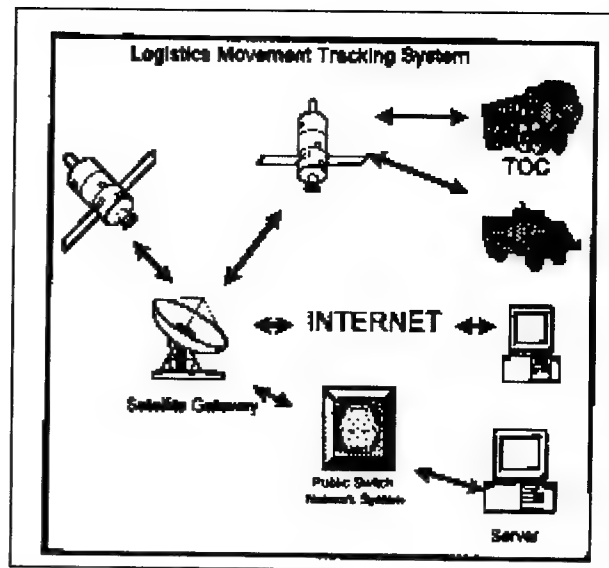 Logistics Movement Tracking System
TOC
INTERNET
Satellite Gateway
Public Switch
Network System
Server